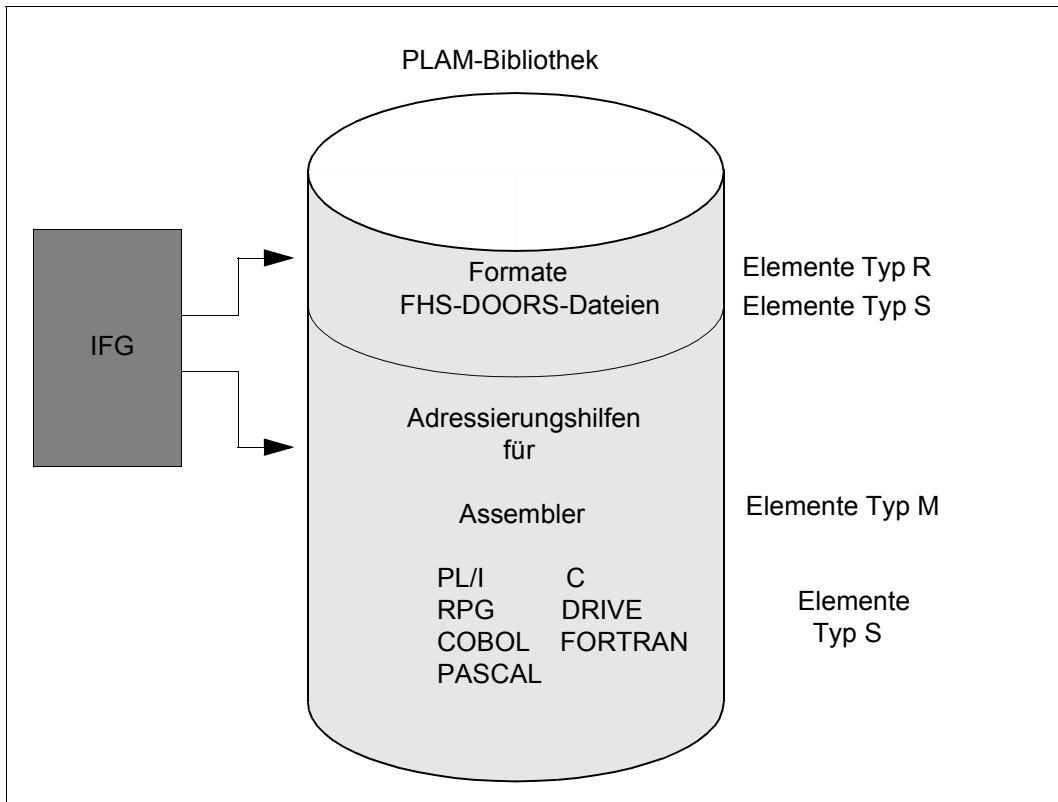 PLAM-Bibliothek
IFG
Formate
FHS-DOORS-Dateien
Elemente Typ R
Elemente Typ S
Adressierungshilfen
für
Assembler
Elemente Typ M
PL/I C
RPG DRIVE
COBOL FORTRAN
PASCAL
Elemente
Typ S